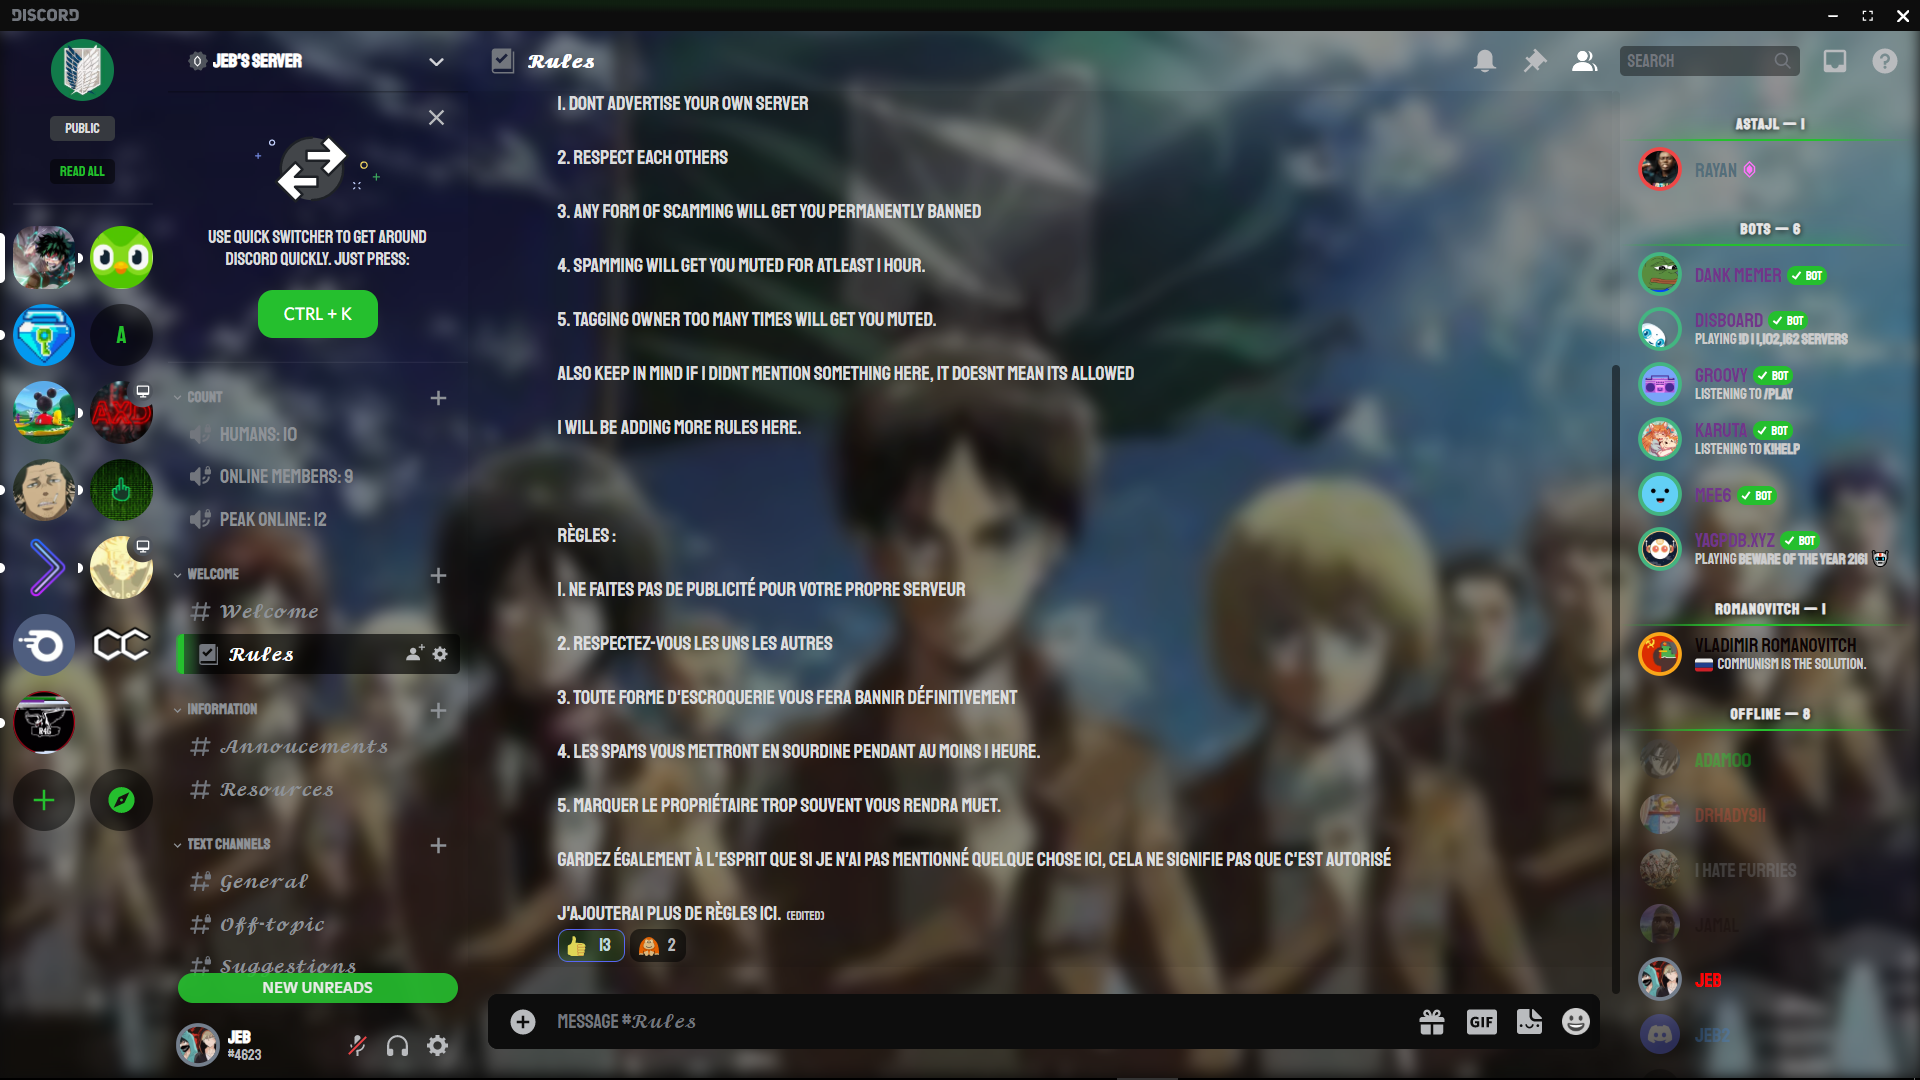 DISCORD
PUBLIC
READ ALL
A
AXD
JEB'S SERVER
USE QUICK SWITCHER TO GET AROUND
DISCORD QUICKLY. JUST PRESS:
CTRL + K
COUNT
HUMANS: 10
ONLINE MEMBERS: 9
PEAK ONLINE: 12
WELCOME
Welcome
Rules
INFORMATION
Annoucements
Resources
TEXT CHANNELS
General
Off-topic
Suggestions
NEW UNREADS
JEB
#4623
Rules
SEARCH
1. DONT ADVERTISE YOUR OWN SERVER
2. RESPECT EACH OTHERS
3. ANY FORM OF SCAMMING WILL GET YOU PERMANENTLY BANNED
4. SPAMMING WILL GET YOU MUTED FOR ATLEAST 1 HOUR.
5. TAGGING OWNER TOO MANY TIMES WILL GET YOU MUTED.
ALSO KEEP IN MIND IF I DIDNT MENTION SOMETHING HERE, IT DOESNT MEAN ITS ALLOWED
I WILL BE ADDING MORE RULES HERE.
RÈGLES :
1. NE FAITES PAS DE PUBLICITÉ POUR VOTRE PROPRE SERVEUR
2. RESPECTEZ-VOUS LES UNS LES AUTRES
3. TOUTE FORME D'ESCROQUERIE VOUS FERA BANNIR DÉFINITIVEMENT
4. LES SPAMS VOUS METTRONT EN SOURDINE PENDANT AU MOINS 1 HEURE.
5. MARQUER LE PROPRIÉTAIRE TROP SOUVENT VOUS RENDRA MUET.
GARDEZ ÉGALEMENT À L'ESPRIT QUE SI JE N'AI PAS MENTIONNÉ QUELQUE CHOSE ICI, CELA NE SIGNIFIE PAS QUE C'EST AUTORISÉ
J'AJOUTERAI PLUS DE RÈGLES ICI. (EDITED)
13 2
MESSAGE #Rules
GIF
ASTAJL — 1
RAYAN
BOTS — 6
DANK MEMER ✓ BOT
DISBOARD ✓ BOT
PLAYING !D | 1,102,162 SERVERS
GROOVY ✓ BOT
LISTENING TO /PLAY
KARUTA ✓ BOT
LISTENING TO K!HELP
MEE6 ✓ BOT
YAGPDB.XYZ ✓ BOT
PLAYING BEWARE OF THE YEAR 2161
ROMANOVITCH — 1
VLADIMIR ROMANOVITCH
COMMUNISM IS THE SOLUTION.
OFFLINE — 8
ADAMOO
DRHADY911
I HATE FURRIES
JAMAL
JEB
JEB2